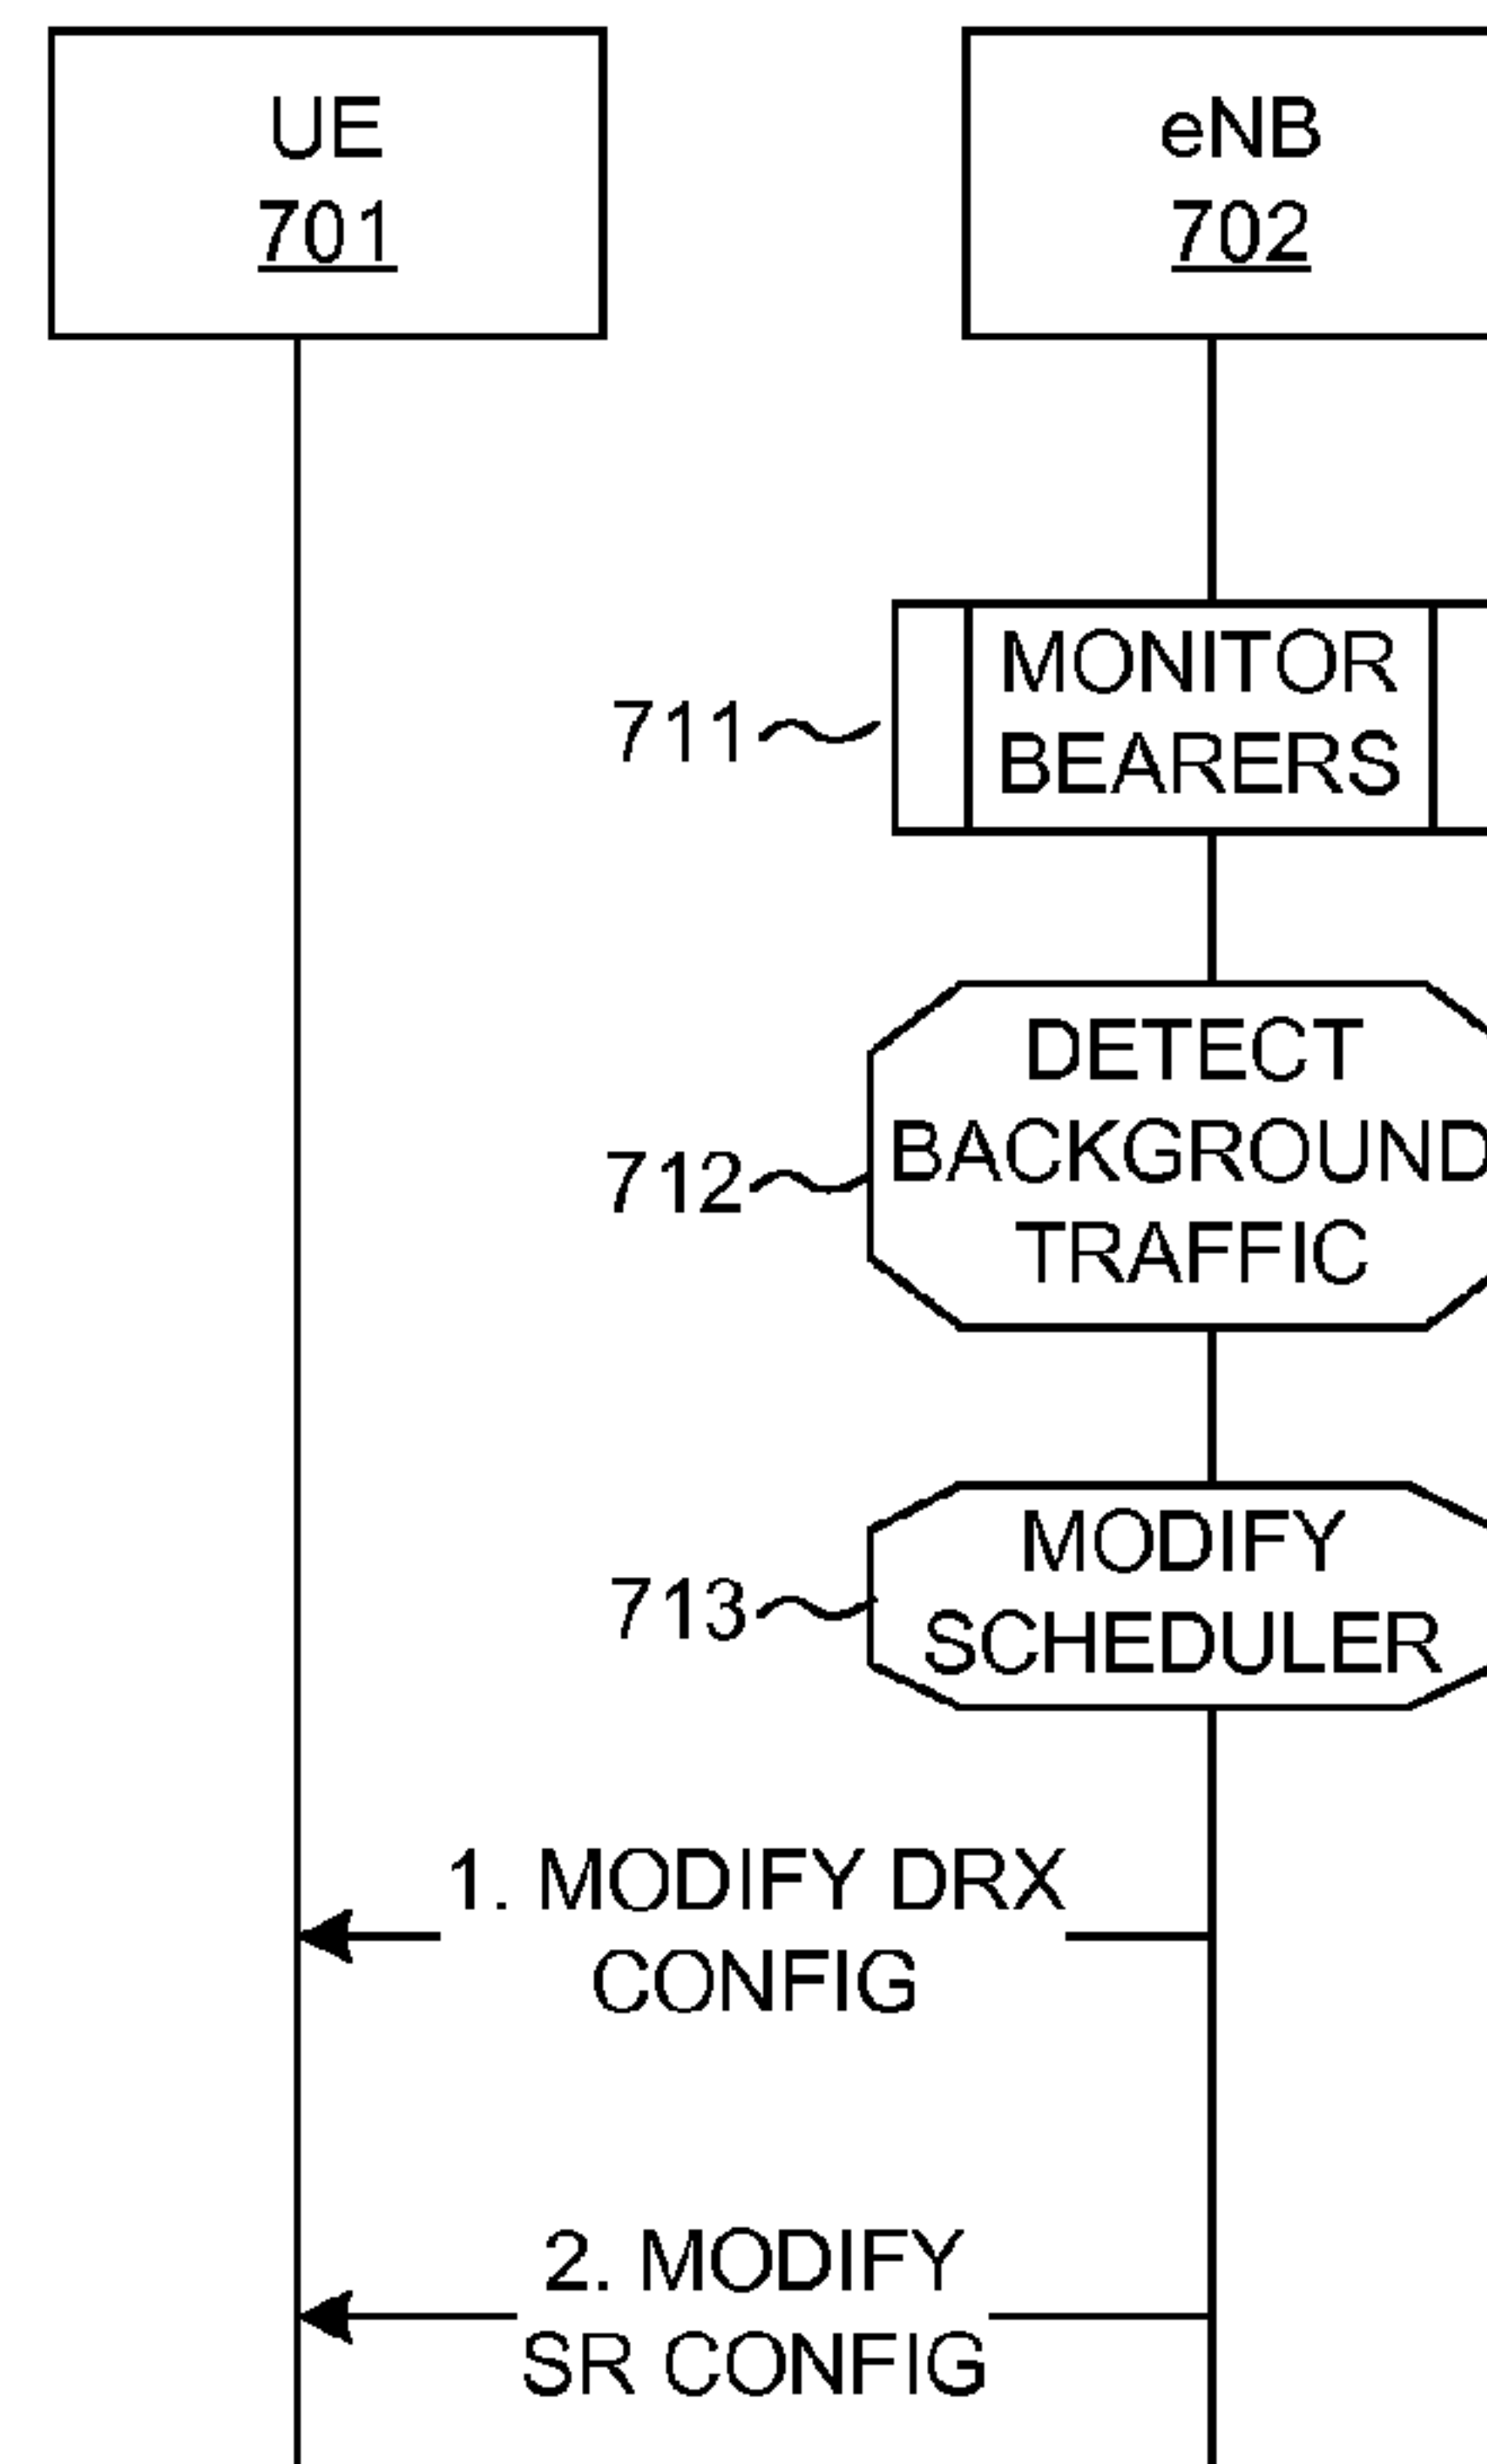 UE
701
eNB
702
711
MONITOR
BEARERS
712
DETECT
BACKGROUND
TRAFFIC
713
MODIFY
SCHEDULER
1. MODIFY DRX
CONFIG
2. MODIFY
SR CONFIG